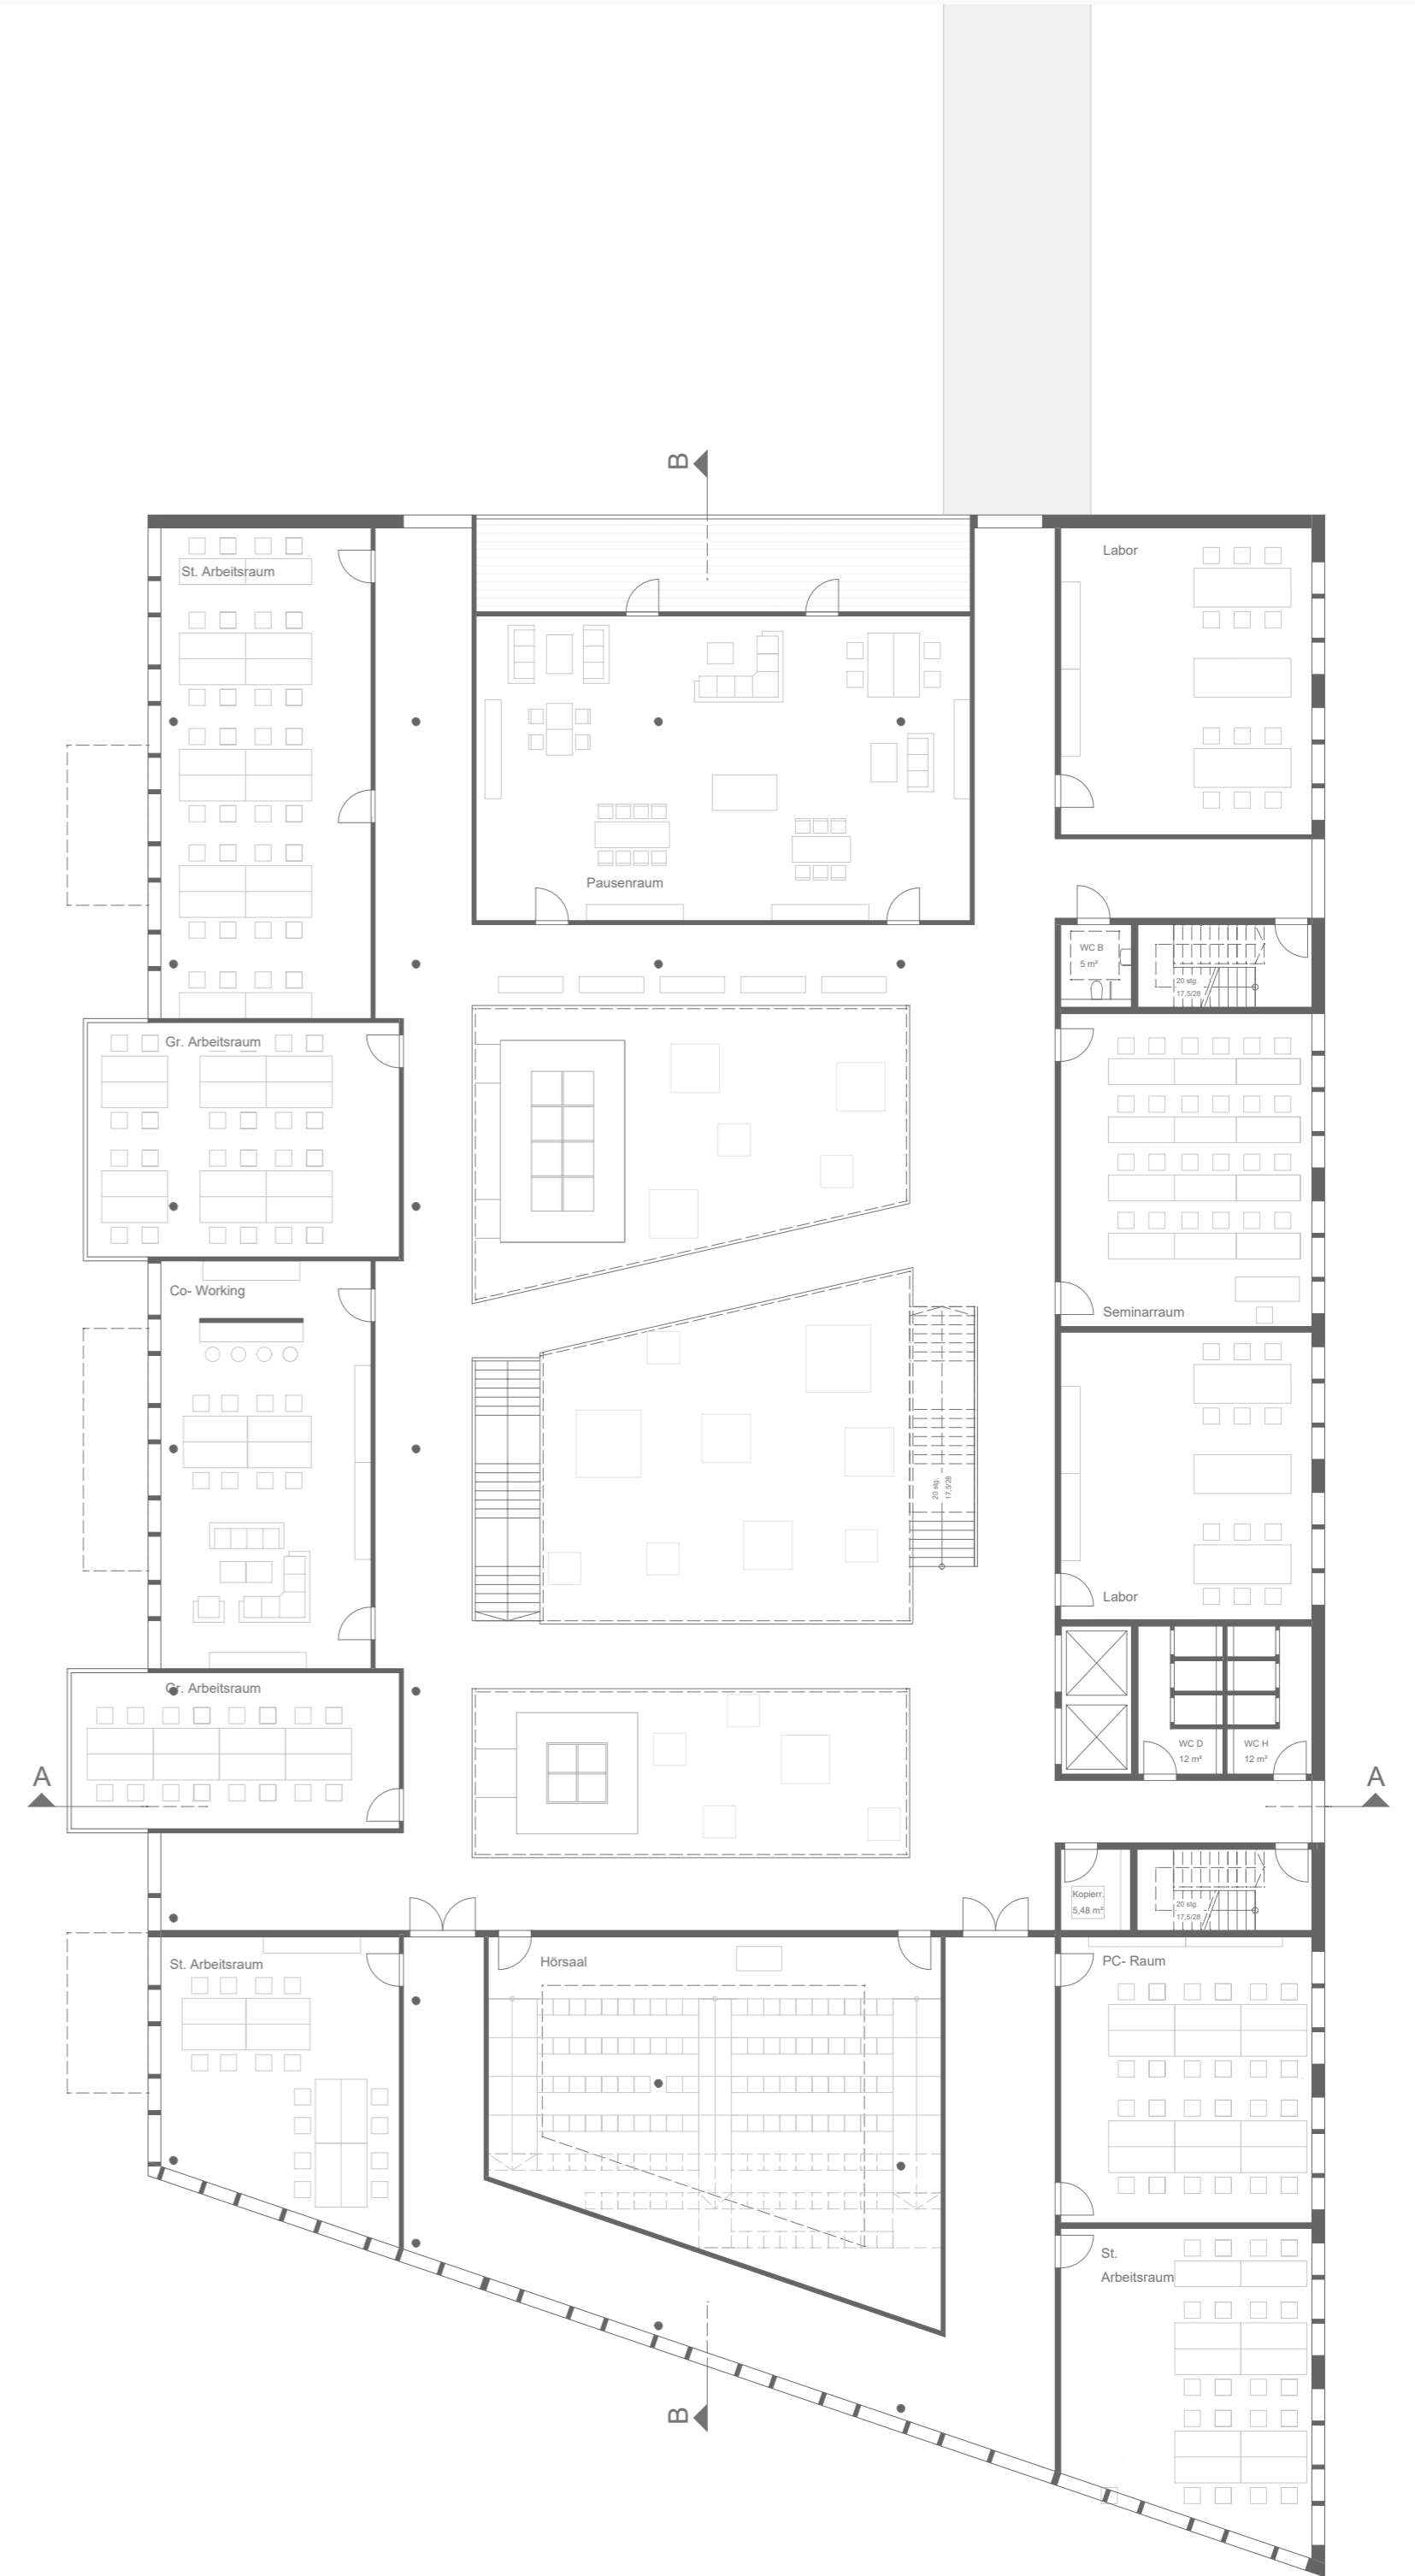 B
St. Arbeitsraum
Labor
Pausenraum
WC B
5 m²
20 stg.
17,5/28
Gr. Arbeitsraum
Co- Working
Seminarraum
20 stg.
17,5/28
Labor
Gr. Arbeitsraum
WC D
12 m²
WC H
12 m²
A
A
Kopierr.
5,48 m²
20 stg.
17,5/28
St. Arbeitsraum
Hörsaal
PC- Raum
St.
Arbeitsraum
B